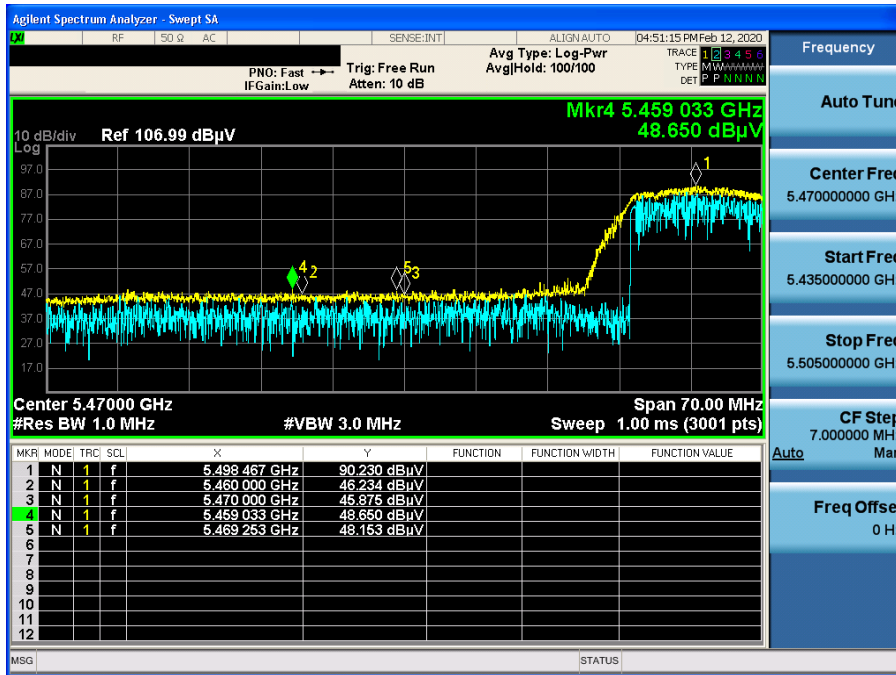 Agilent Spectrum Analyzer - Swept SA
LXI RF 50 Ω AC SENSE:INT ALIGN AUTO 04:51:15 PM Feb 12, 2020
PNO: Fast Trig: Free Run Avg Type: Log-Pwr TRACE 1 2 3 4 5 6
IFGain:Low Atten: 10 dB Avg|Hold: 100/100 TYPE M W W W W W
DET P P N N N N
Mkr4 5.459 033 GHz
48.650 dBµV
10 dB/div Ref 106.99 dBµV
Log
97.0
87.0
77.0
67.0
57.0
47.0
37.0
27.0
17.0
1
4 2
5 3
Center 5.47000 GHz Span 70.00 MHz
#Res BW 1.0 MHz #VBW 3.0 MHz Sweep 1.00 ms (3001 pts)
MKR MODE TRC SCL X Y FUNCTION FUNCTION WIDTH FUNCTION VALUE
1 N 1 f 5.498 467 GHz 90.230 dBµV
2 N 1 f 5.460 000 GHz 46.234 dBµV
3 N 1 f 5.470 000 GHz 45.875 dBµV
4 N 1 f 5.459 033 GHz 48.650 dBµV
5 N 1 f 5.469 253 GHz 48.153 dBµV
6
7
8
9
10
11
12
MSG STATUS
Frequency
Auto Tun
Center Fre
5.470000000 GH
Start Fre
5.435000000 GH
Stop Fre
5.505000000 GH
CF Step
7.000000 MH
Auto Man
Freq Offse
0 H